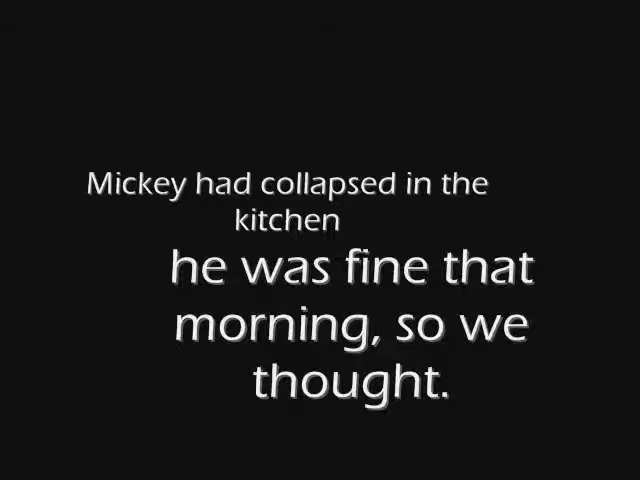 Mickey had collapsed in the
kitchen
he was fine that
morning, so we
thought.